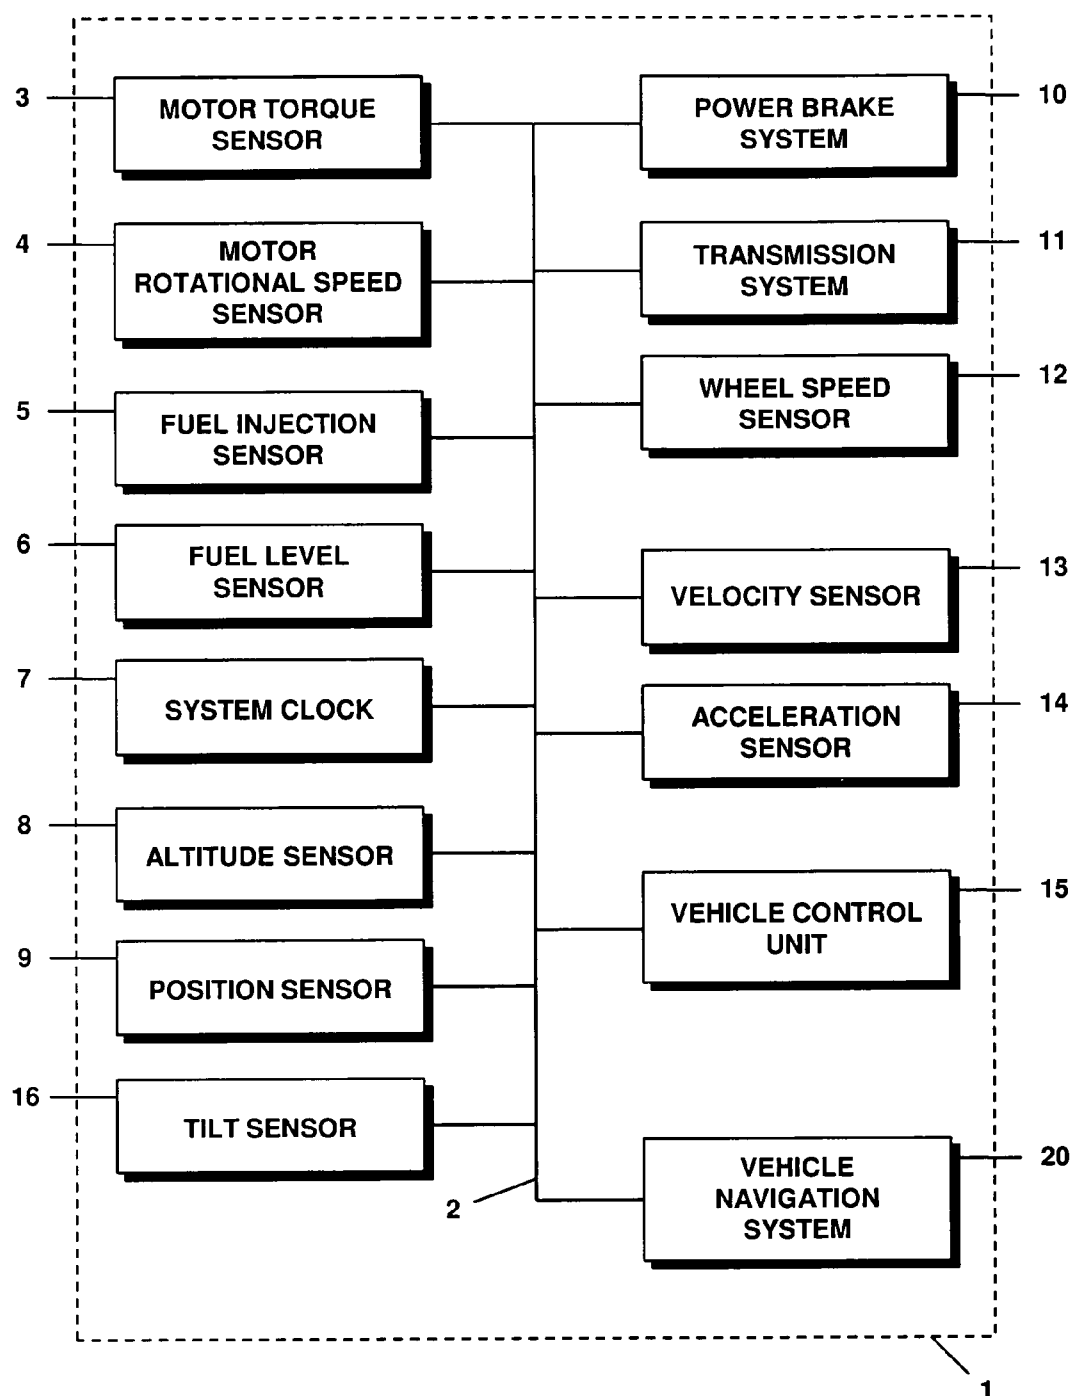 3
MOTOR TORQUE
SENSOR
10
POWER BRAKE
SYSTEM
4
MOTOR
ROTATIONAL SPEED
SENSOR
11
TRANSMISSION
SYSTEM
5
FUEL INJECTION
SENSOR
12
WHEEL SPEED
SENSOR
6
FUEL LEVEL
SENSOR
13
VELOCITY SENSOR
7
SYSTEM CLOCK
14
ACCELERATION
SENSOR
8
ALTITUDE SENSOR
15
VEHICLE CONTROL
UNIT
9
POSITION SENSOR
16
TILT SENSOR
20
VEHICLE
NAVIGATION
SYSTEM
2
1